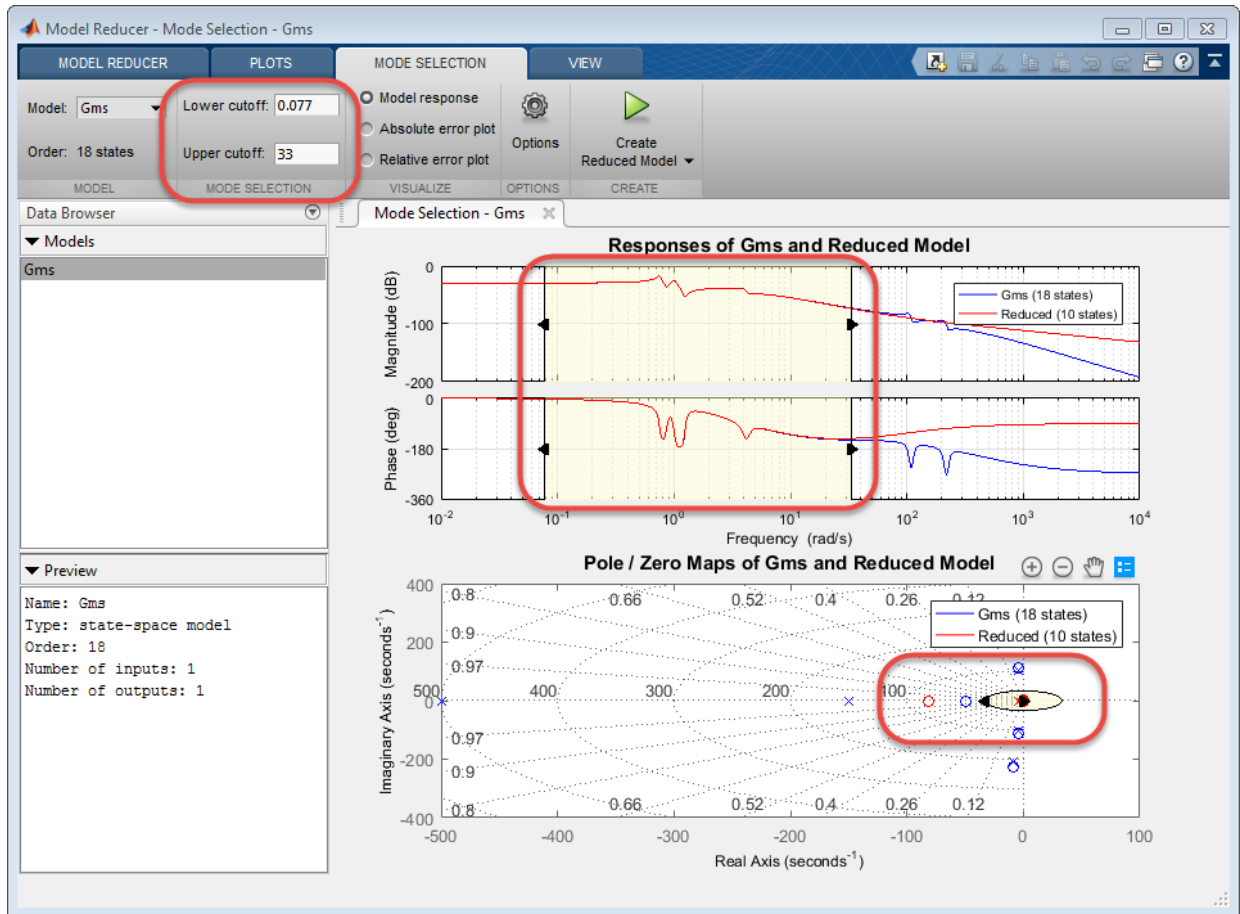 Model Reducer - Mode Selection - Gms
MODEL REDUCER PLOTS MODE SELECTION VIEW
Model: Gms
Order: 18 states
MODEL
Lower cutoff: 0.077
Upper cutoff: 33
MODE SELECTION
Model response
Absolute error plot
Relative error plot
VISUALIZE
Options
OPTIONS
Create
Reduced Model
CREATE
Data Browser
Models
Gms
Preview
Name: Gms
Type: state-space model
Order: 18
Number of inputs: 1
Number of outputs: 1
Mode Selection - Gms
Responses of Gms and Reduced Model
Magnitude (dB)
0
-100
-200
Gms (18 states)
Reduced (10 states)
Phase (deg)
0
-180
-360
10^-2 10^-1 10^0 10^1 10^2 10^3 10^4
Frequency (rad/s)
Pole / Zero Maps of Gms and Reduced Model
Imaginary Axis (seconds^-1)
400
200
0
-200
-400
0.8 0.66 0.52 0.4 0.26 0.12
0.9
0.97
500 400 300 200 100
0.97
0.9
0.8 0.66 0.52 0.4 0.26 0.12
Gms (18 states)
Reduced (10 states)
-500 -400 -300 -200 -100 0 100
Real Axis (seconds^-1)